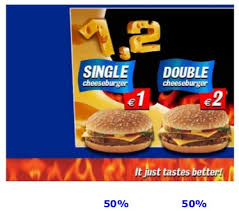 1,2
SINGLE DOUBLE
cheeseburger cheeseburger
€1 €2
It just tastes better!
50% 50%